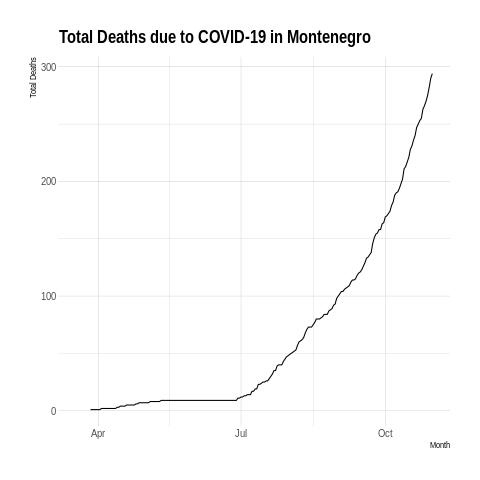 Total Deaths due to COVID-19 in Montenegro
Total Deaths
300
200
100
0
Apr Jul Oct
Month